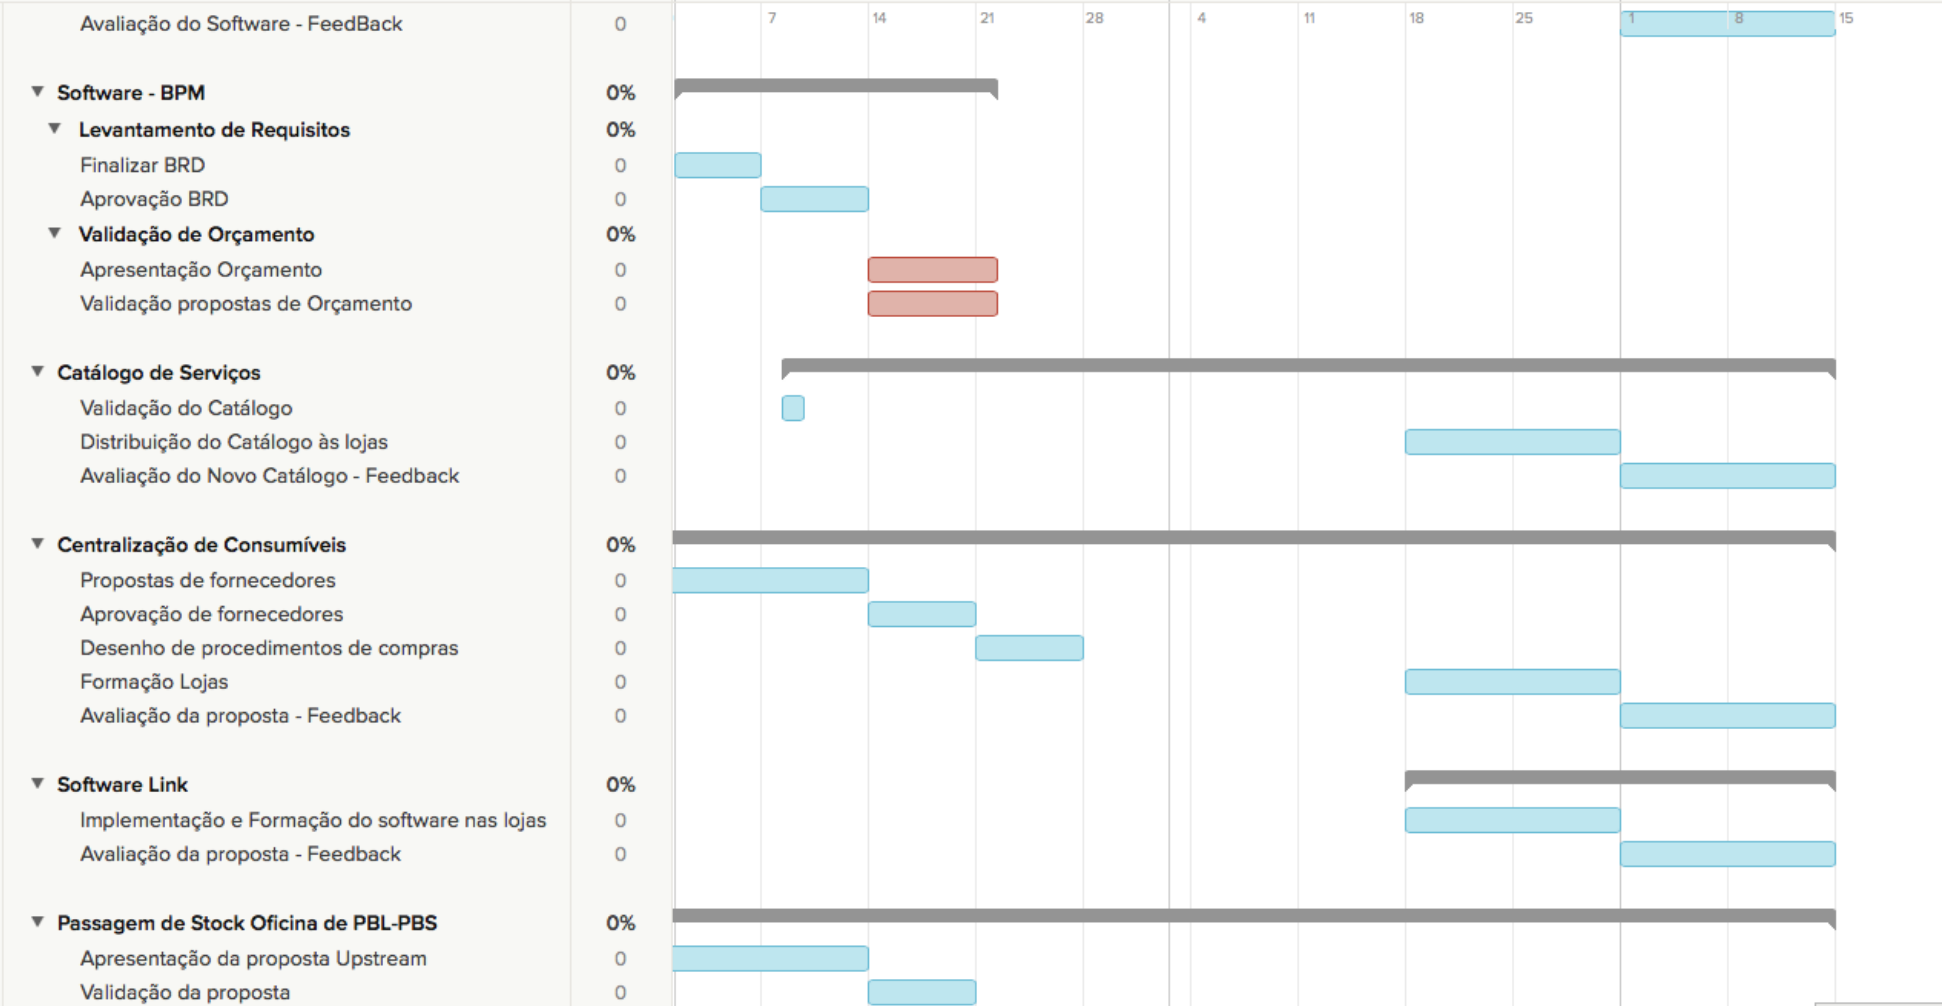 7 14 21 28 4 11 18 25 1 8 15
Avaliação do Software - FeedBack 0
Software - BPM 0%
Levantamento de Requisitos 0%
Finalizar BRD 0
Aprovação BRD 0
Validação de Orçamento 0%
Apresentação Orçamento 0
Validação propostas de Orçamento 0
Catálogo de Serviços 0%
Validação do Catálogo 0
Distribuição do Catálogo às lojas 0
Avaliação do Novo Catálogo - Feedback 0
Centralização de Consumíveis 0%
Propostas de fornecedores 0
Aprovação de fornecedores 0
Desenho de procedimentos de compras 0
Formação Lojas 0
Avaliação da proposta - Feedback 0
Software Link 0%
Implementação e Formação do software nas lojas 0
Avaliação da proposta - Feedback 0
Passagem de Stock Oficina de PBL-PBS 0%
Apresentação da proposta Upstream 0
Validação da proposta 0